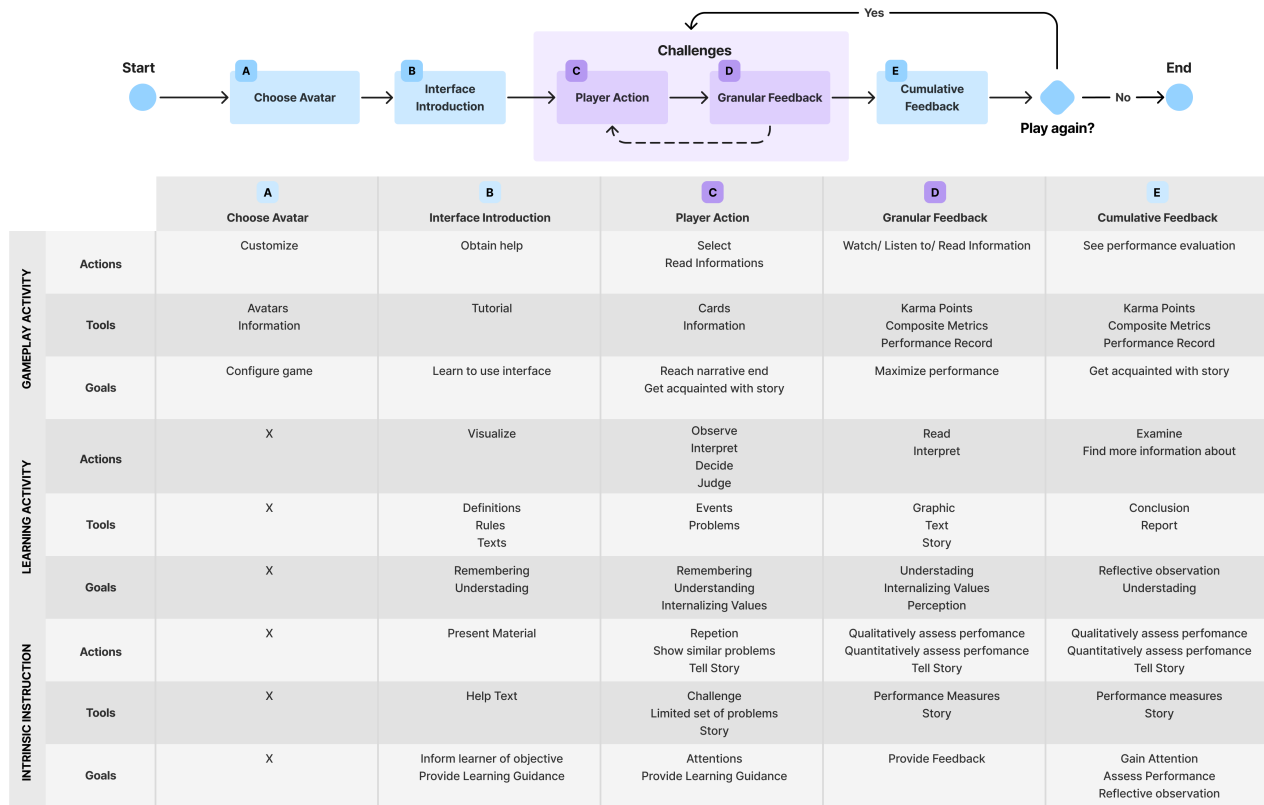 Yes
Challenges
Start
A
Choose Avatar
B
Interface
Introduction
C
Player Action
D
Granular Feedback
E
Cumulative
Feedback
Play again?
No
End
A
Choose Avatar
B
Interface Introduction
C
Player Action
D
Granular Feedback
E
Cumulative Feedback
GAMEPLAY ACTIVITY
Actions
Customize
Obtain help
Select
Read Informations
Watch/ Listen to/ Read Information
See performance evaluation
Tools
Avatars
Information
Tutorial
Cards
Information
Karma Points
Composite Metrics
Performance Record
Karma Points
Composite Metrics
Performance Record
Goals
Configure game
Learn to use interface
Reach narrative end
Get acquainted with story
Maximize performance
Get acquainted with story
LEARNING ACTIVITY
Actions
X
Visualize
Observe
Interpret
Decide
Judge
Read
Interpret
Examine
Find more information about
Tools
X
Definitions
Rules
Texts
Events
Problems
Graphic
Text
Story
Conclusion
Report
Goals
X
Remembering
Understading
Remembering
Understanding
Internalizing Values
Understading
Internalizing Values
Perception
Reflective observation
Understading
INTRINSIC INSTRUCTION
Actions
X
Present Material
Repetion
Show similar problems
Tell Story
Qualitatively assess perfomance
Quantitatively assess perfomance
Tell Story
Qualitatively assess perfomance
Quantitatively assess perfomance
Tell Story
Tools
X
Help Text
Challenge
Limited set of problems
Story
Performance Measures
Story
Performance measures
Story
Goals
X
Inform learner of objective
Provide Learning Guidance
Attentions
Provide Learning Guidance
Provide Feedback
Gain Attention
Assess Performance
Reflective observation